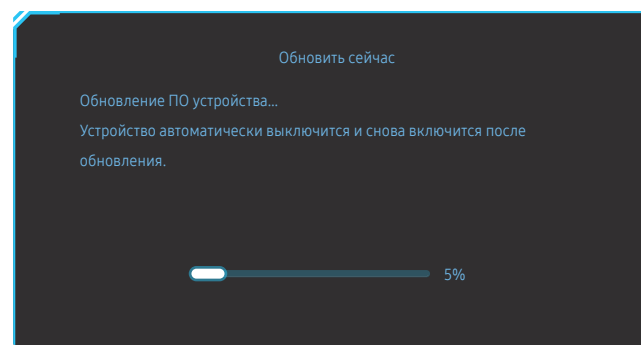 Обновить сейчас
Обновление ПО устройства...
Устройство автоматически выключится и снова включится после
обновления.
5%